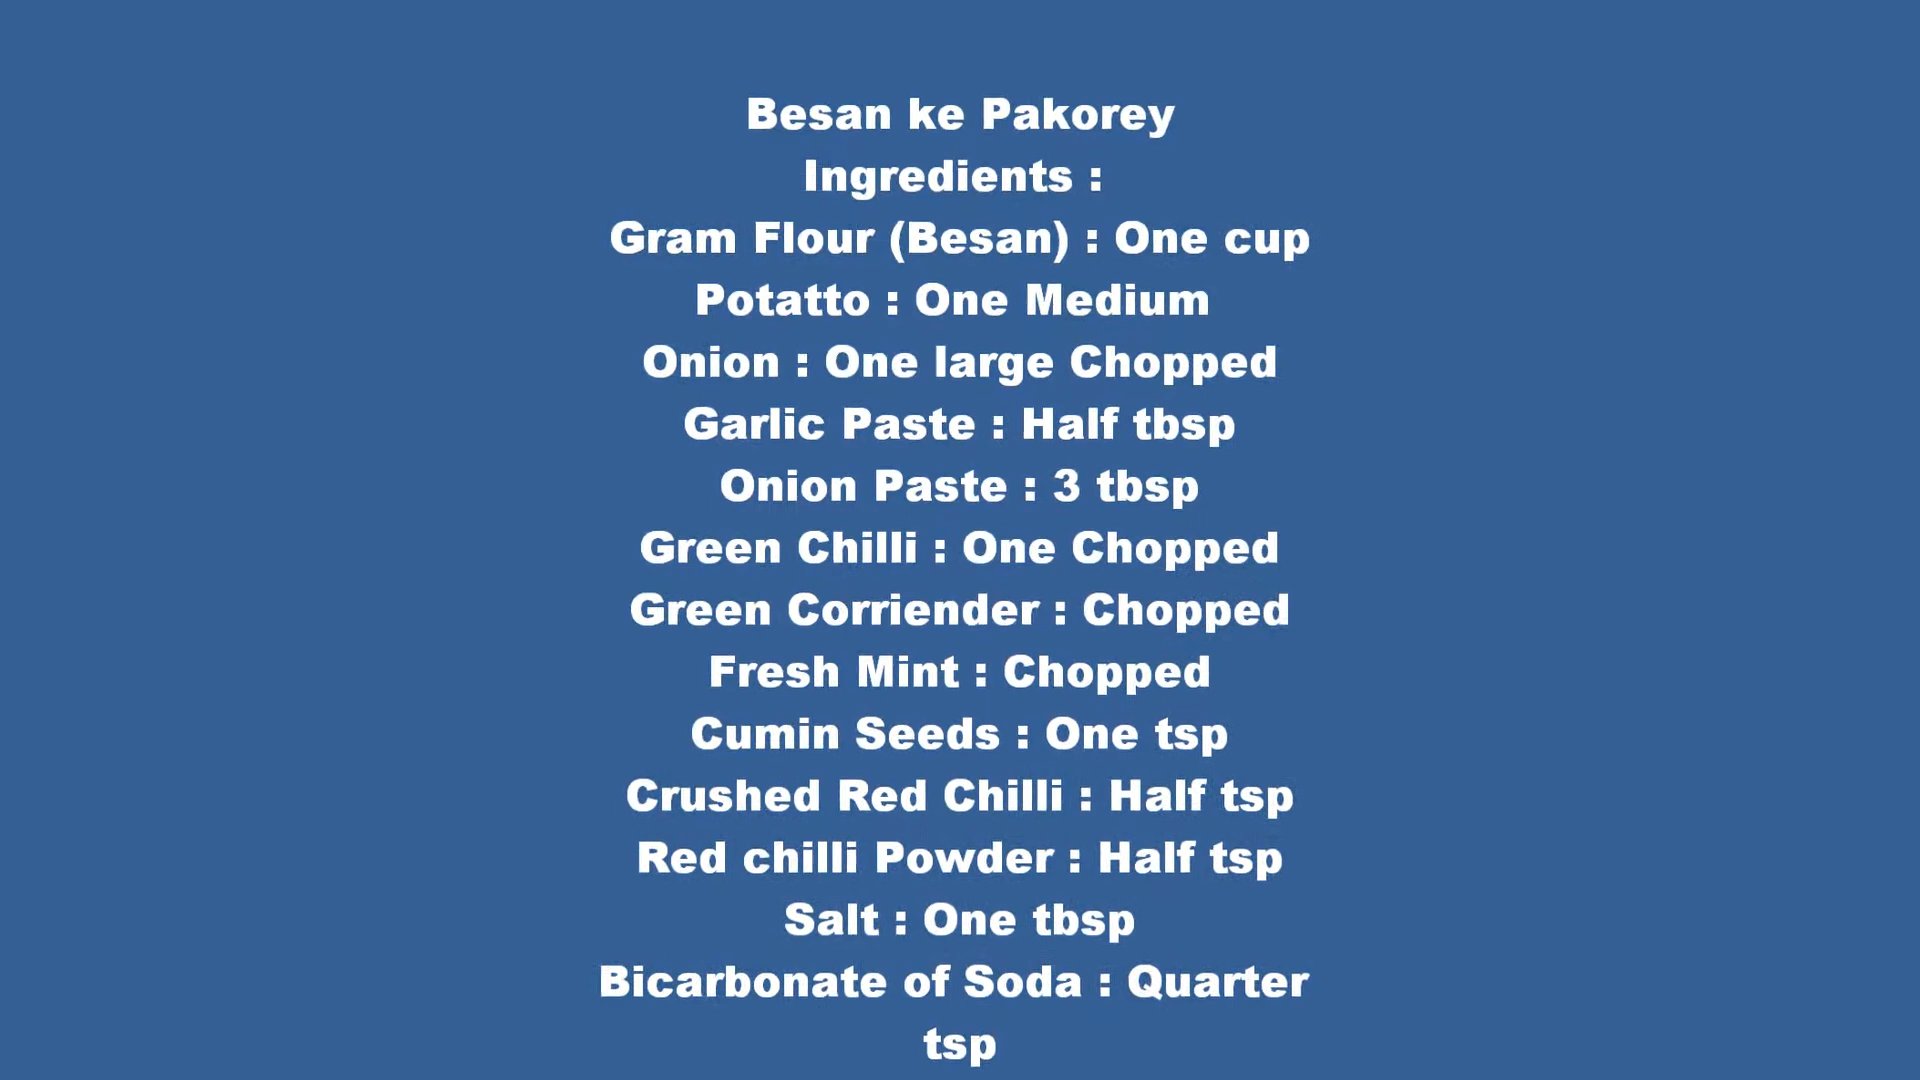 Besan ke Pakorey
Ingredients :
Gram Flour (Besan) : One cup
Potatto : One Medium
Onion : One large Chopped
Garlic Paste : Half tbsp
Onion Paste : 3 tbsp
Green Chilli : One Chopped
Green Corriender : Chopped
Fresh Mint : Chopped
Cumin Seeds : One tsp
Crushed Red Chilli : Half tsp
Red chilli Powder : Half tsp
Salt : One tbsp
Bicarbonate of Soda : Quarter
tsp